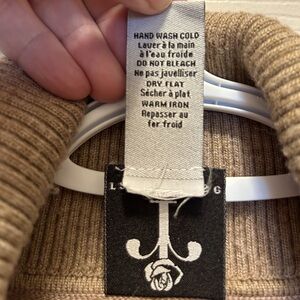 HAND WASH COLD
Laver à la main
à l'eau froide
DO NOT BLEACH
Ne pas javelliser
DRY FLAT
Sécher à plat
WARM IRON
Repasser au
fer froid